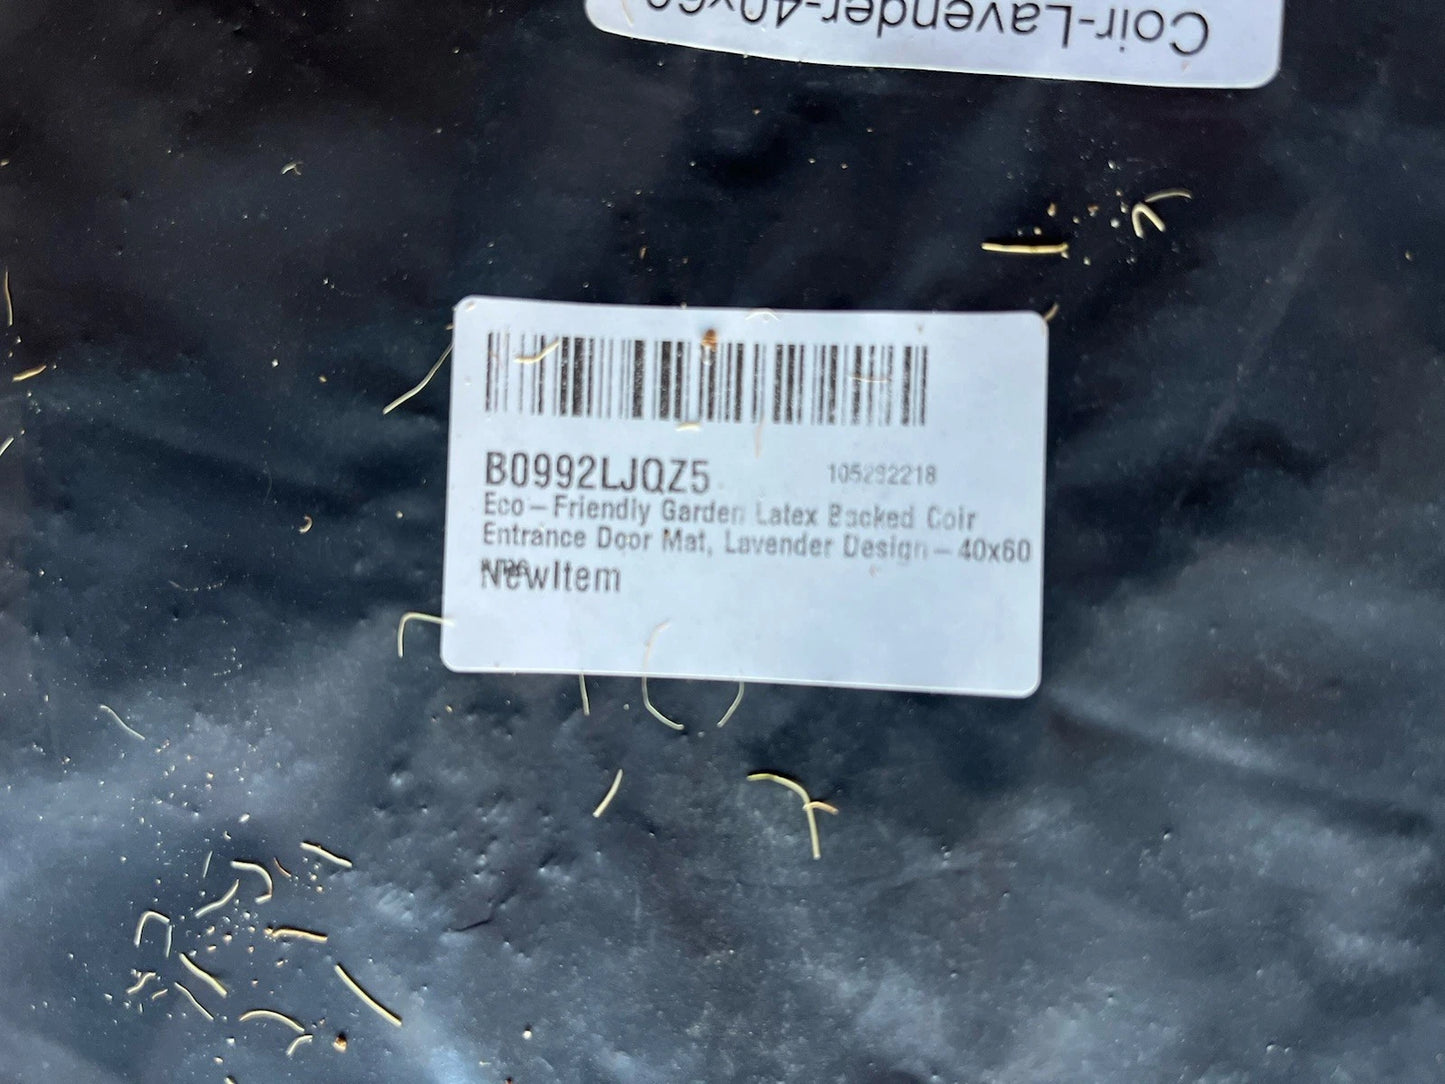 Coir-Lavender-40x60
B0992LJQZ5 105292218
Eco-Friendly Garden Latex Backed Coir
Entrance Door Mat, Lavender Design - 40x60
NewItem